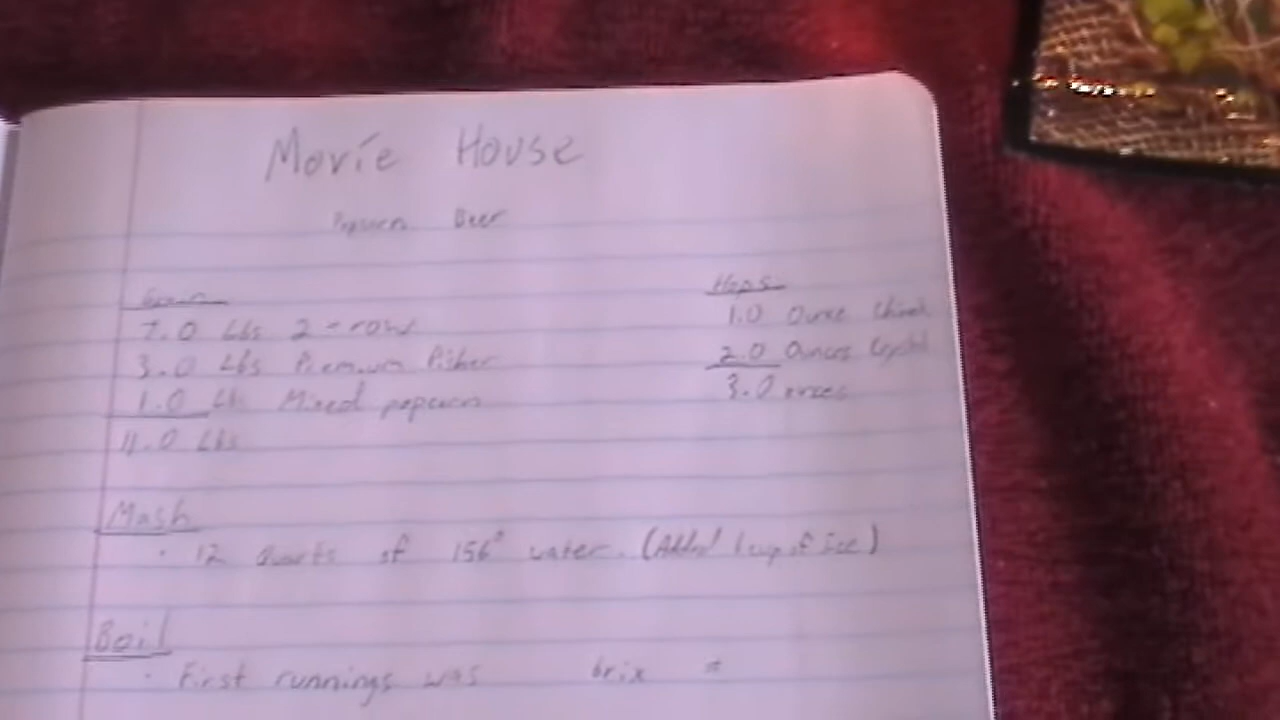 Movie House
Popcorn Beer
Grain
7.0 Lbs 2-row
3.0 Lbs Premium Pilsner
1.0 Lb Mixed popcorn
11.0 Lbs
Hops
1.0 Ounce Chinook
2.0 Ounces Crystal
3.0 ounces
Mash
· 12 Quarts of 156° water. (Added 1 cup of Ice)
Boil
· First runnings was brix =